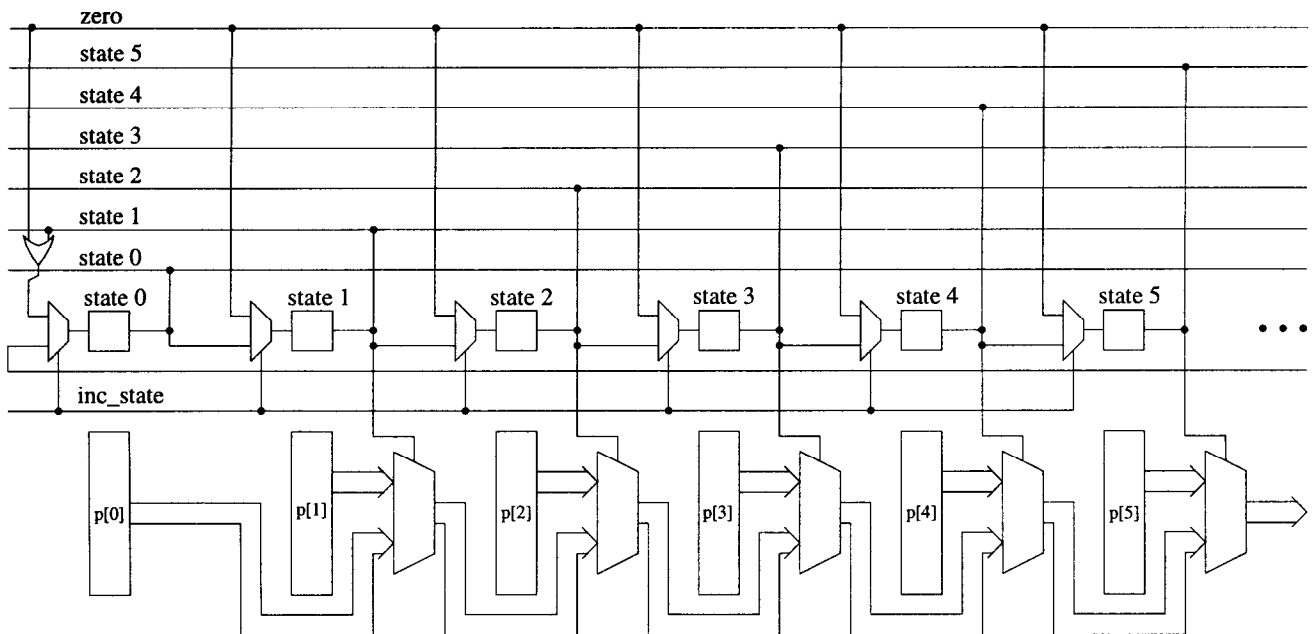 zero
state 5
state 4
state 3
state 2
state 1
state 0
state 0
state 1
state 2
state 3
state 4
state 5
inc_state
p[0]
p[1]
p[2]
p[3]
p[4]
p[5]